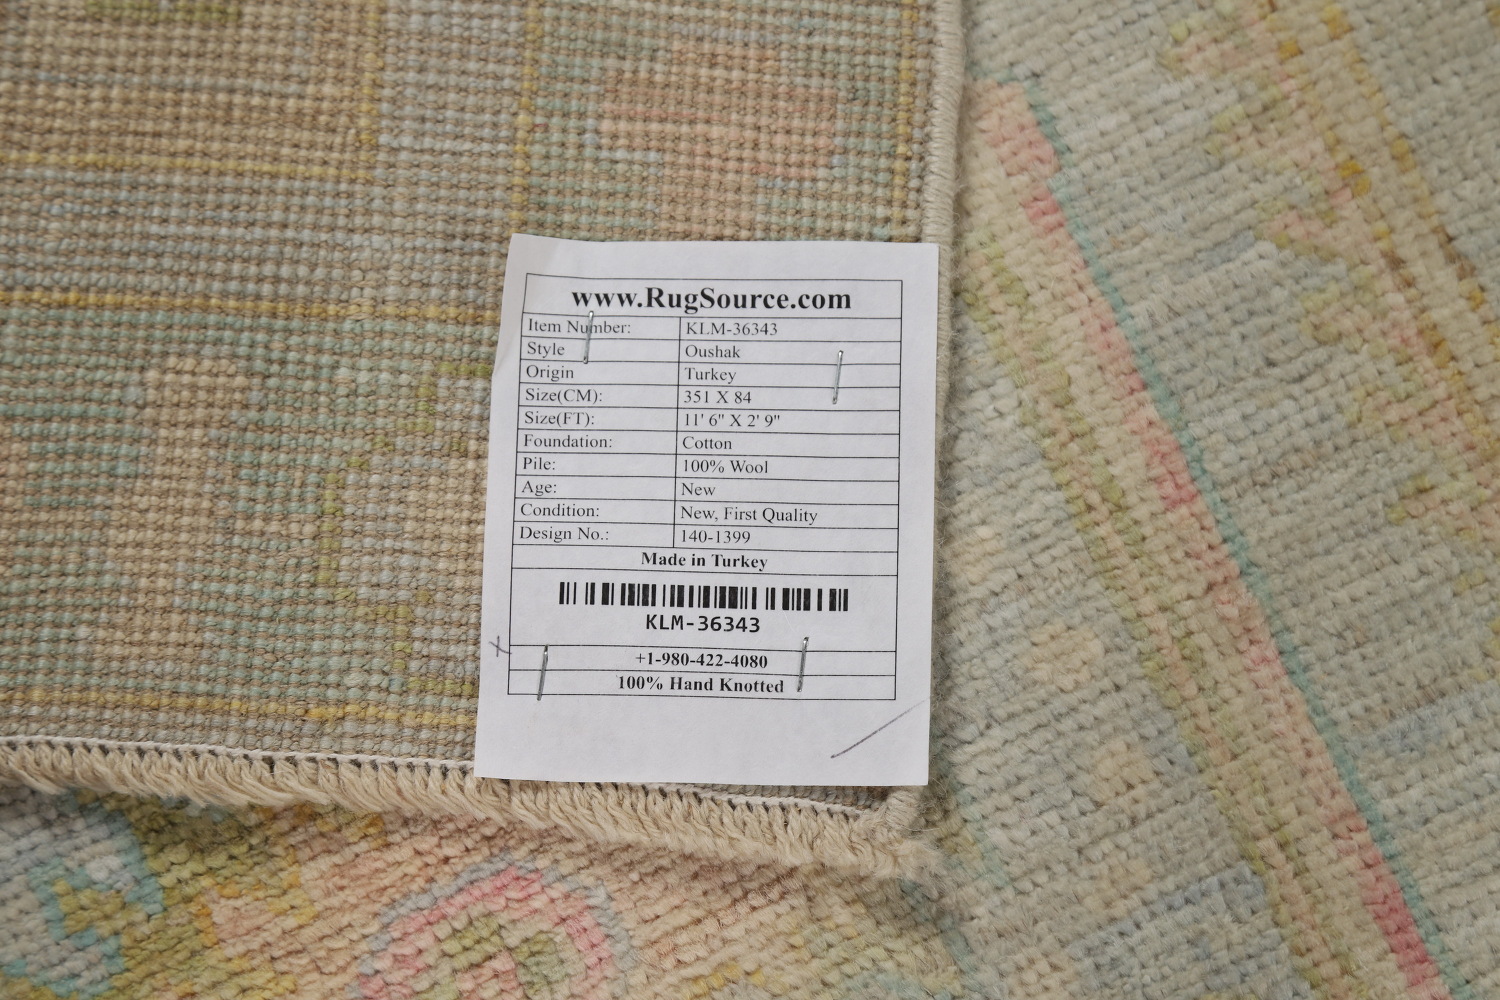 www.RugSource.com
Item Number: KLM-36343
Style Oushak
Origin Turkey
Size(CM): 351 X 84
Size(FT): 11' 6" X 2' 9"
Foundation: Cotton
Pile: 100% Wool
Age: New
Condition: New, First Quality
Design No.: 140-1399
Made in Turkey
KLM-36343
+1-980-422-4080
100% Hand Knotted